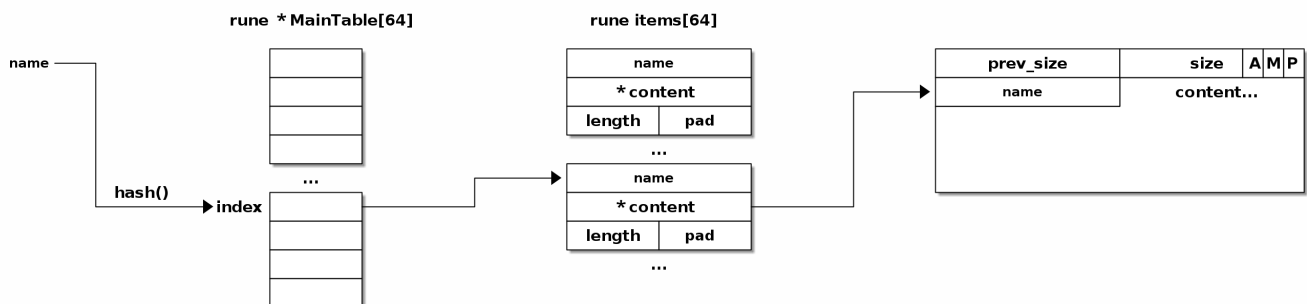 rune *MainTable[64]
rune items[64]
name
name
prev_size size A M P
*content
name content...
length pad
...
...
name
hash()
index
*content
length pad
...